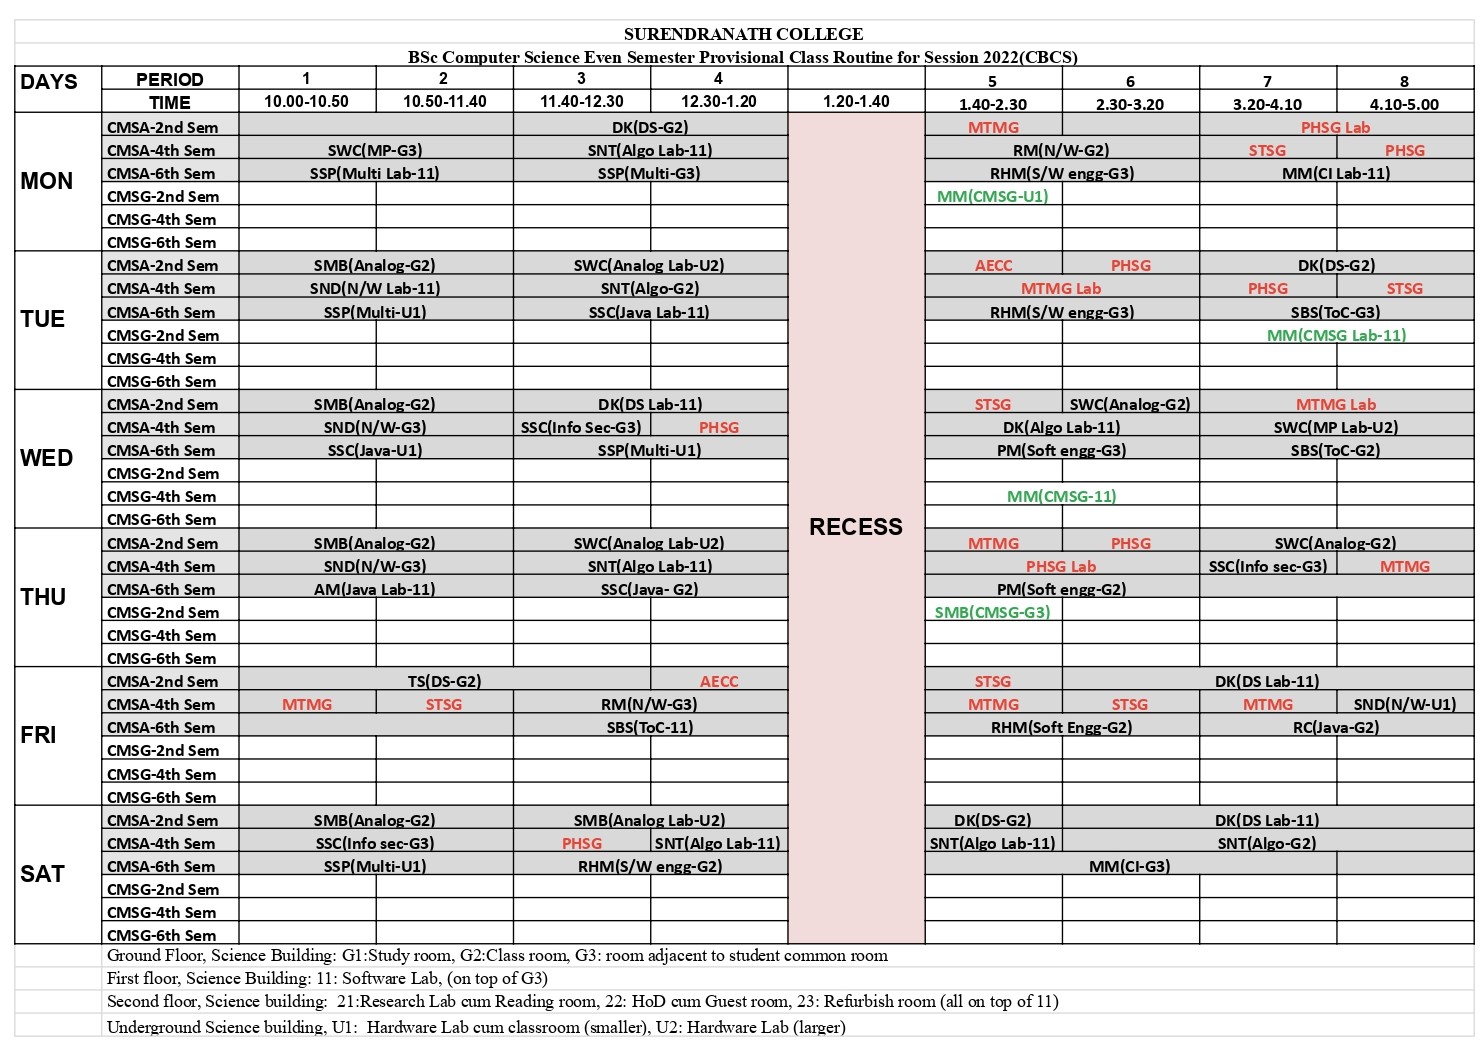 SURENDRANATH COLLEGE
BSc Computer Science Even Semester Provisional Class Routine for Session 2022(CBCS)
DAYS PERIOD 1 2 3 4 5 6 7 8
TIME 10.00-10.50 10.50-11.40 11.40-12.30 12.30-1.20 1.20-1.40 1.40-2.30 2.30-3.20 3.20-4.10 4.10-5.00
MON
CMSA-2nd Sem DK(DS-G2) MTMG PHSG Lab
CMSA-4th Sem SWC(MP-G3) SNT(Algo Lab-11) RM(N/W-G2) STSG PHSG
CMSA-6th Sem SSP(Multi Lab-11) SSP(Multi-G3) RHM(S/W engg-G3) MM(CI Lab-11)
CMSG-2nd Sem MM(CMSG-U1)
CMSG-4th Sem
CMSG-6th Sem
TUE
CMSA-2nd Sem SMB(Analog-G2) SWC(Analog Lab-U2) AECC PHSG DK(DS-G2)
CMSA-4th Sem SND(N/W Lab-11) SNT(Algo-G2) MTMG Lab PHSG STSG
CMSA-6th Sem SSP(Multi-U1) SSC(Java Lab-11) RHM(S/W engg-G3) SBS(ToC-G3)
CMSG-2nd Sem MM(CMSG Lab-11)
CMSG-4th Sem
CMSG-6th Sem
WED
CMSA-2nd Sem SMB(Analog-G2) DK(DS Lab-11) STSG SWC(Analog-G2) MTMG Lab
CMSA-4th Sem SND(N/W-G3) SSC(Info Sec-G3) PHSG DK(Algo Lab-11) SWC(MP Lab-U2)
CMSA-6th Sem SSC(Java-U1) SSP(Multi-U1) PM(Soft engg-G3) SBS(ToC-G2)
CMSG-2nd Sem
CMSG-4th Sem MM(CMSG-11)
CMSG-6th Sem
RECESS
THU
CMSA-2nd Sem SMB(Analog-G2) SWC(Analog Lab-U2) MTMG PHSG SWC(Analog-G2)
CMSA-4th Sem SND(N/W-G3) SNT(Algo Lab-11) PHSG Lab SSC(Info sec-G3) MTMG
CMSA-6th Sem AM(Java Lab-11) SSC(Java- G2) PM(Soft engg-G2)
CMSG-2nd Sem SMB(CMSG-G3)
CMSG-4th Sem
CMSG-6th Sem
FRI
CMSA-2nd Sem TS(DS-G2) AECC STSG DK(DS Lab-11)
CMSA-4th Sem MTMG STSG RM(N/W-G3) MTMG STSG MTMG SND(N/W-U1)
CMSA-6th Sem SBS(ToC-11) RHM(Soft Engg-G2) RC(Java-G2)
CMSG-2nd Sem
CMSG-4th Sem
CMSG-6th Sem
SAT
CMSA-2nd Sem SMB(Analog-G2) SMB(Analog Lab-U2) DK(DS-G2) DK(DS Lab-11)
CMSA-4th Sem SSC(Info sec-G3) PHSG SNT(Algo Lab-11) SNT(Algo Lab-11) SNT(Algo-G2)
CMSA-6th Sem SSP(Multi-U1) RHM(S/W engg-G2) MM(CI-G3)
CMSG-2nd Sem
CMSG-4th Sem
CMSG-6th Sem
Ground Floor, Science Building: G1:Study room, G2:Class room, G3: room adjacent to student common room
First floor, Science Building: 11: Software Lab, (on top of G3)
Second floor, Science building: 21:Research Lab cum Reading room, 22: HoD cum Guest room, 23: Refurbish room (all on top of 11)
Underground Science building, U1: Hardware Lab cum classroom (smaller), U2: Hardware Lab (larger)